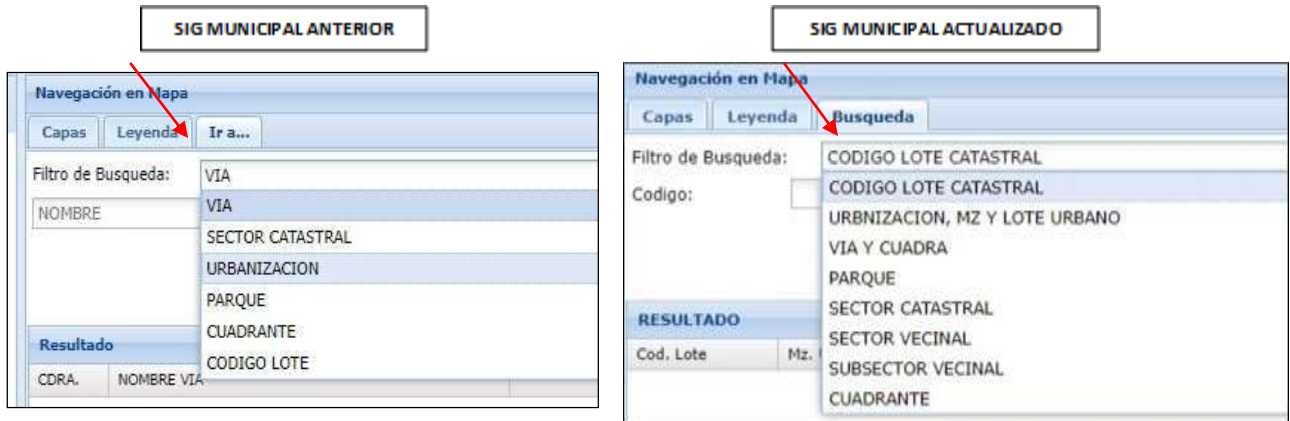 SIG MUNICIPAL ANTERIOR
Navegación en Mapa
Capas Leyenda Ir a...
Filtro de Busqueda: VIA
NOMBRE
VIA
SECTOR CATASTRAL
URBANIZACION
PARQUE
CUADRANTE
CODIGO LOTE
Resultado
CDRA. NOMBRE VIA
SIG MUNICIPAL ACTUALIZADO
Navegación en Mapa
Capas Leyenda Busqueda
Filtro de Busqueda: CODIGO LOTE CATASTRAL
Codigo:
CODIGO LOTE CATASTRAL
URBNIZACION, MZ Y LOTE URBANO
VIA Y CUADRA
PARQUE
SECTOR CATASTRAL
SECTOR VECINAL
SUBSECTOR VECINAL
CUADRANTE
RESULTADO
Cod. Lote Mz.